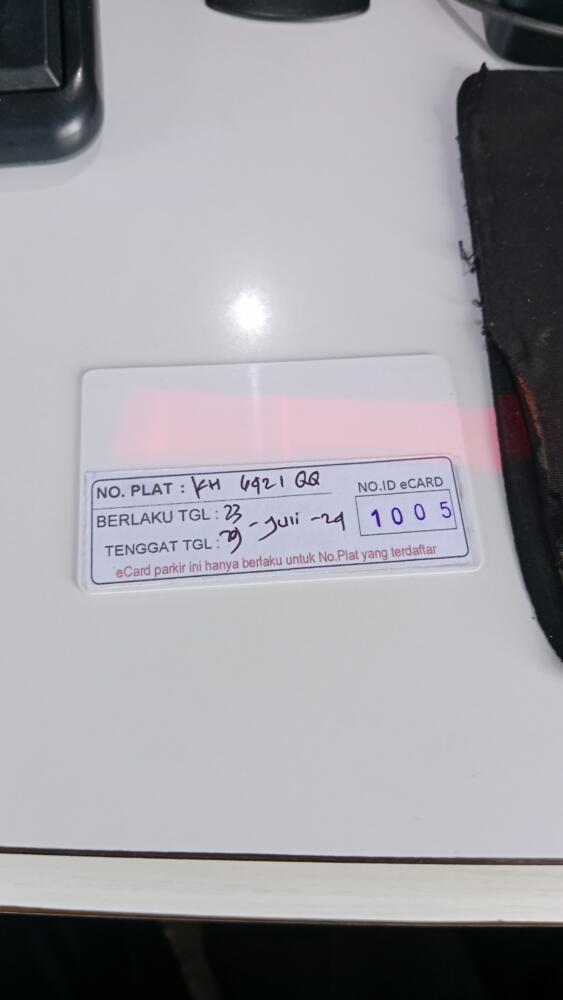 NO. PLAT : KH 6921 QQ
NO.ID eCARD
BERLAKU TGL : 23 - Juli - 24
1005
TENGGAT TGL :
eCard parkir ini hanya berlaku untuk No.Plat yang terdaftar